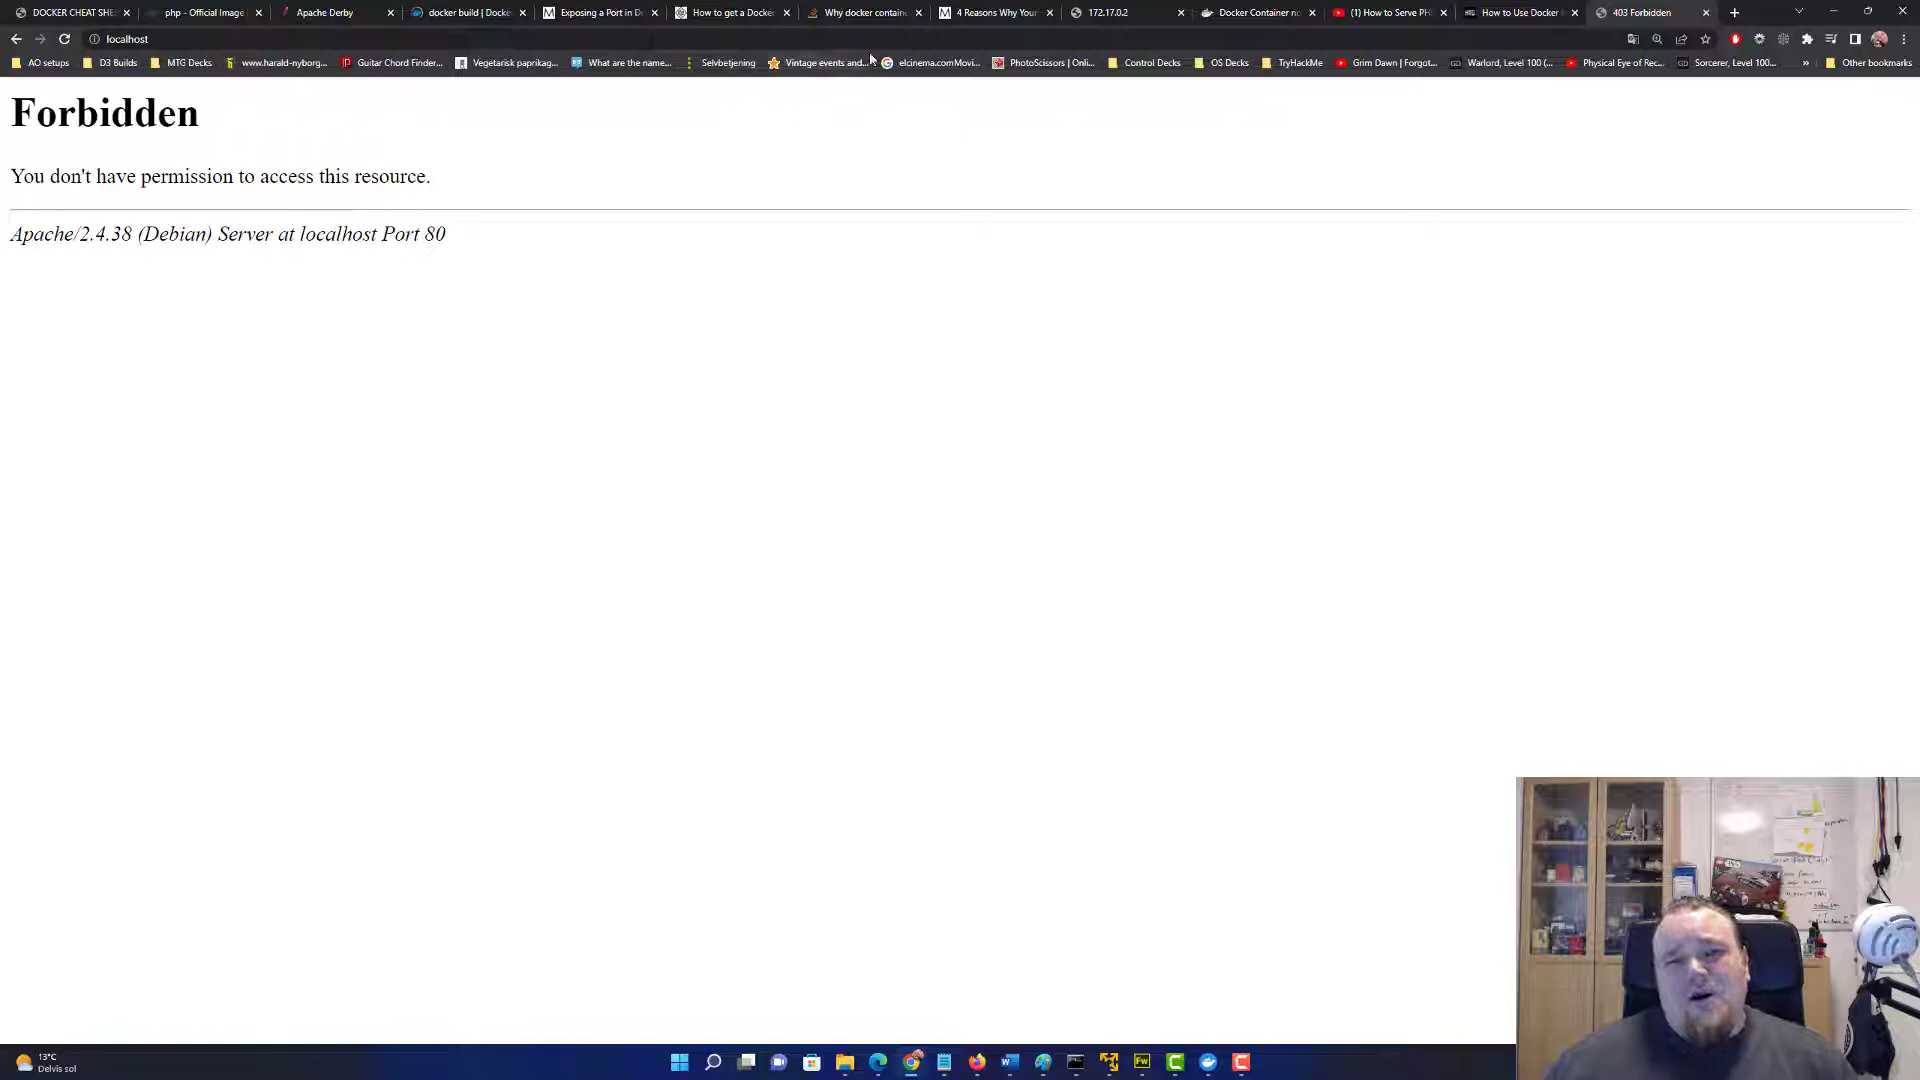 DOCKER CHEAT SHE
php - Official Image
Apache Derby
docker build | Docke
Exposing a Port in D
How to get a Docker
Why docker contain
4 Reasons Why Your
172.17.0.2
Docker Container no
(1) How to Serve PH
How to Use Docker
403 Forbidden
localhost
AO setups
D3 Builds
MTG Decks
www.harald-nyborg...
Guitar Chord Finder...
Vegetarisk paprikag...
What are the name...
Selvbetjening
Vintage events and...
elcinema.comMovi...
PhotoScissors | Onli...
Control Decks
OS Decks
TryHackMe
Grim Dawn | Forgot...
Warlord, Level 100 (...
Physical Eye of Rec...
Sorcerer, Level 100...
»
Other bookmarks
Forbidden
You don't have permission to access this resource.
Apache/2.4.38 (Debian) Server at localhost Port 80
13°C
Delvis sol